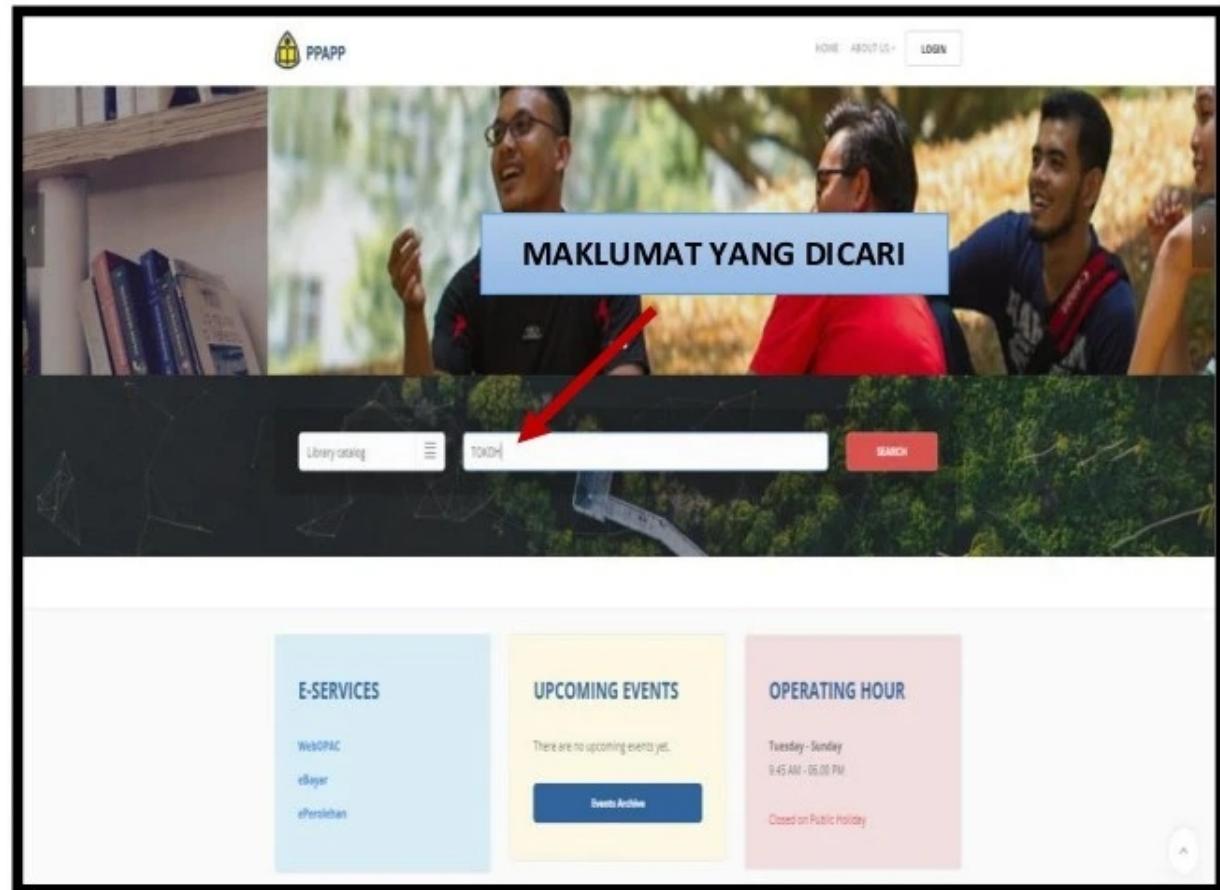 PPAPP
HOME ABOUT US LOGIN
MAKLUMAT YANG DICARI
Library catalog TOKOH SEARCH
E-SERVICES
WebOPAC
eBayer
ePerolehan
UPCOMING EVENTS
There are no upcoming events yet.
Events Archive
OPERATING HOUR
Tuesday - Sunday
9.45 AM - 06.00 PM
Closed on Public Holiday